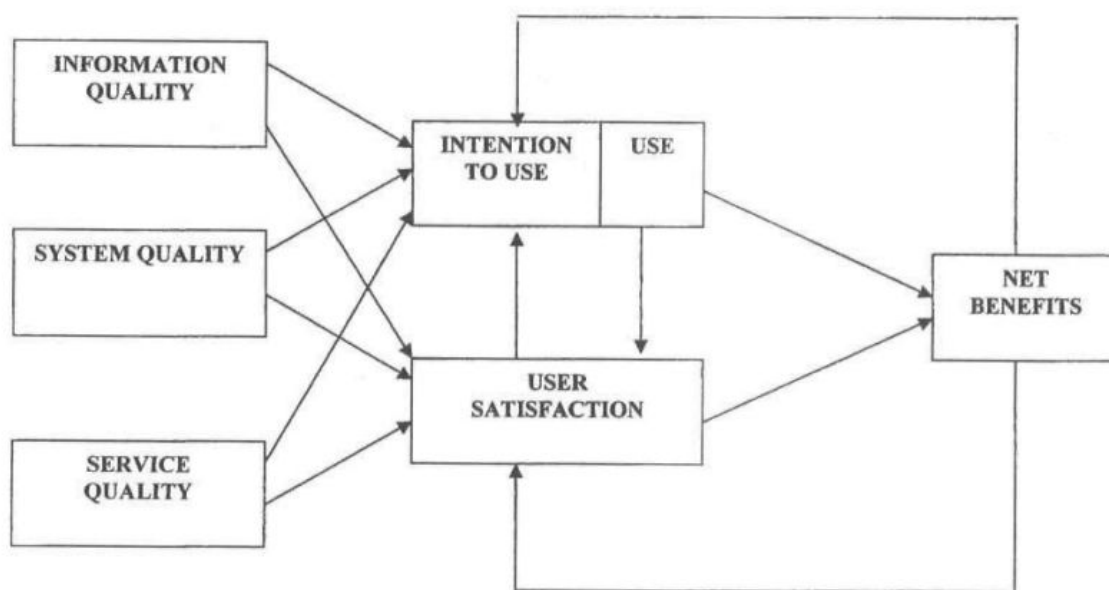 INFORMATION
QUALITY
INTENTION
TO USE
USE
SYSTEM QUALITY
NET
BENEFITS
USER
SATISFACTION
SERVICE
QUALITY